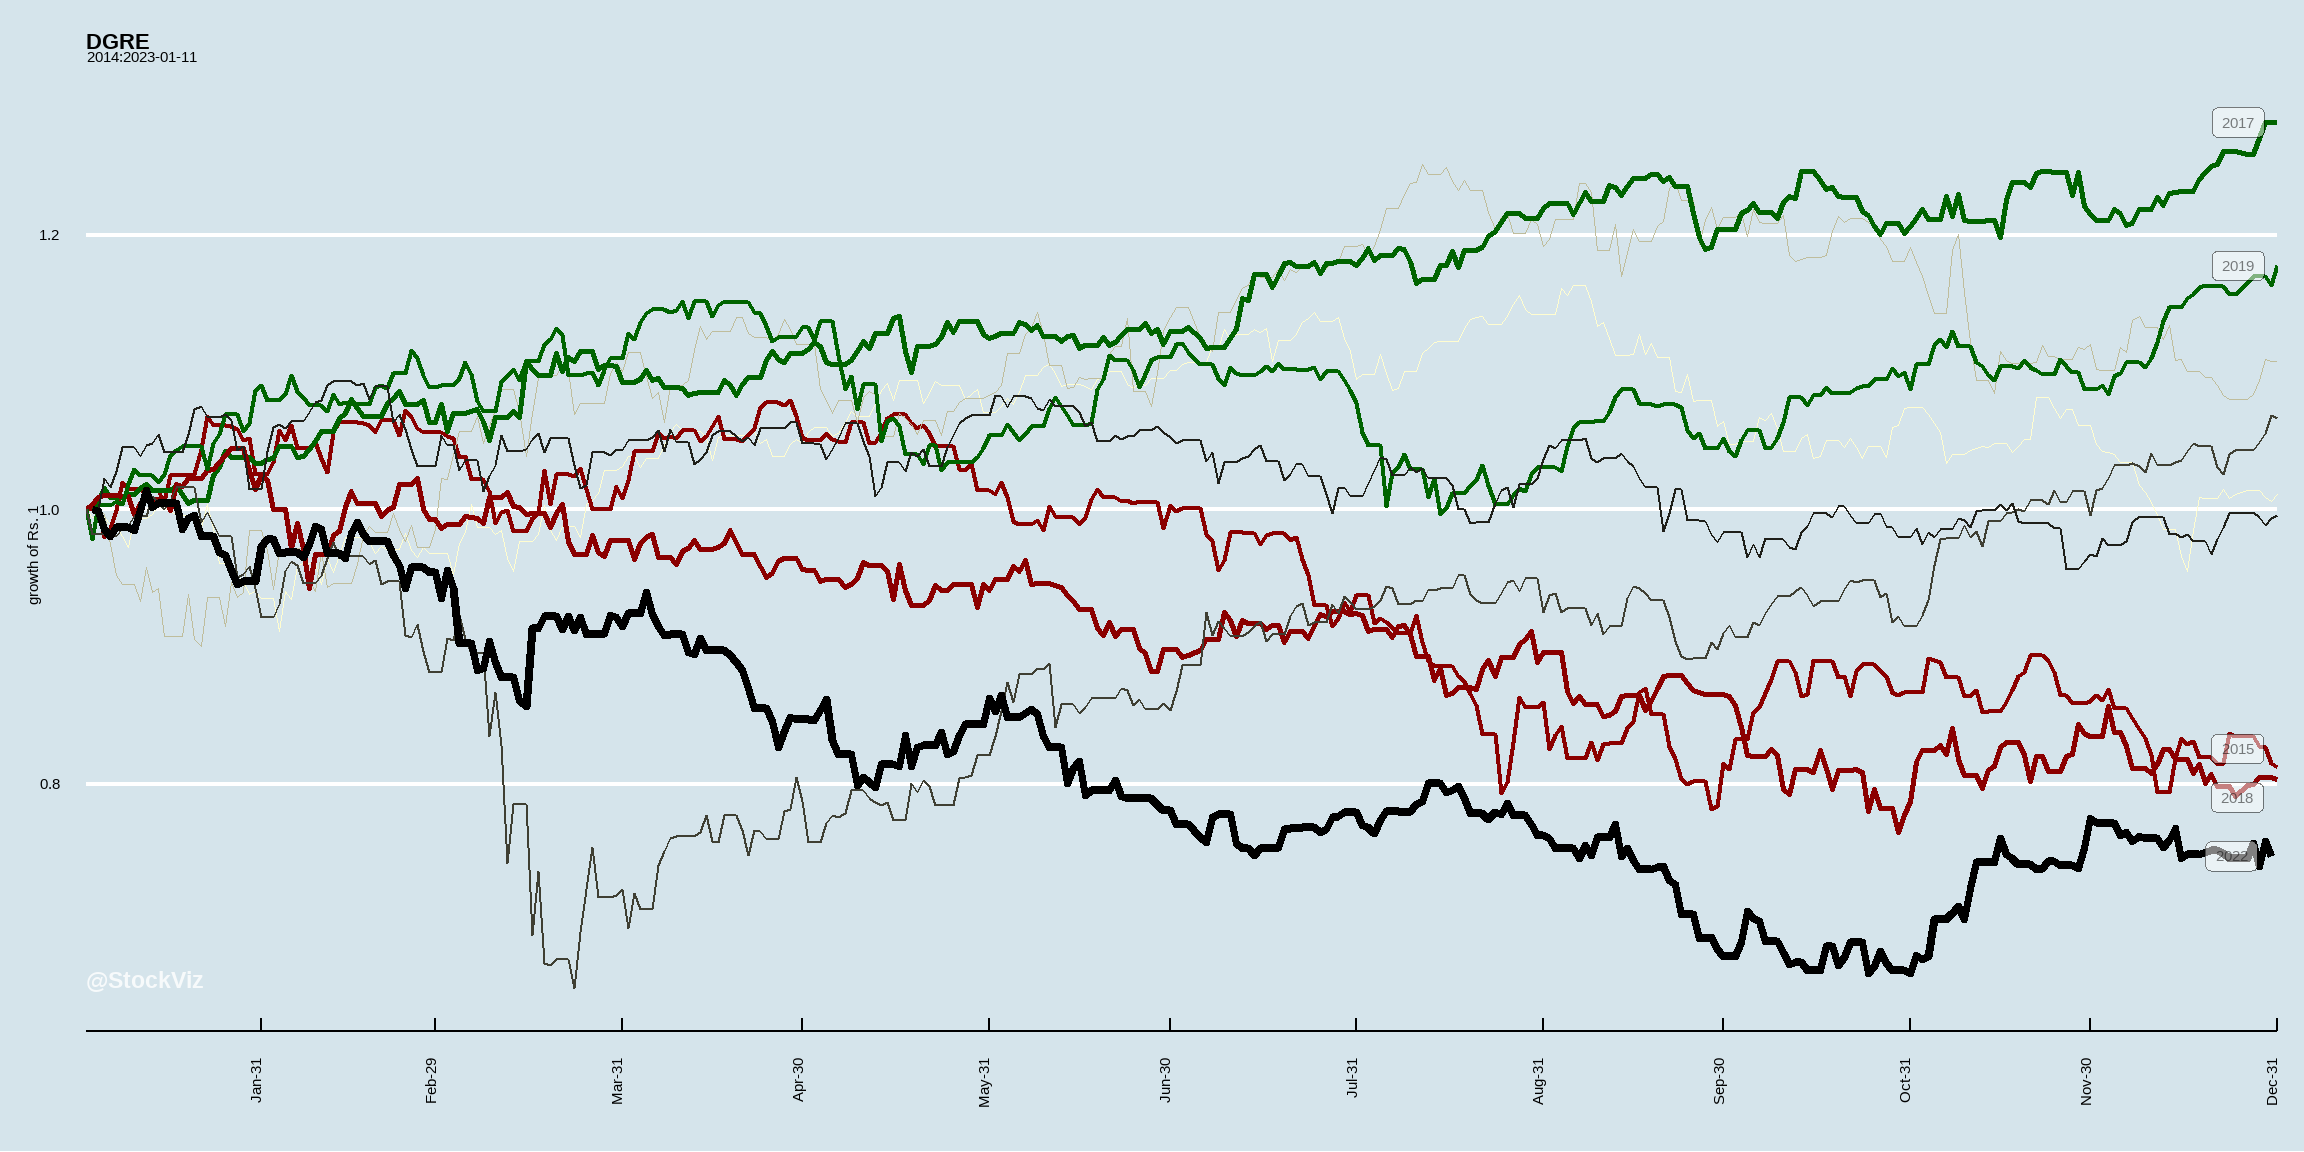 DGRE
2014:2023-01-11
2017
1.2
2019
1.0
growth of Rs. 1
2015
0.8
2018
2022
@StockViz
Jan-31
Feb-29
Mar-31
Apr-30
May-31
Jun-30
Jul-31
Aug-31
Sep-30
Oct-31
Nov-30
Dec-31